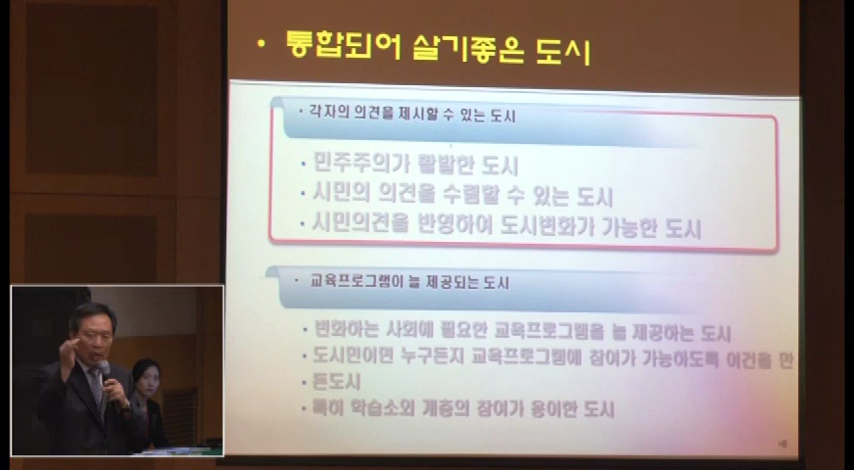 • 통합되어 살기좋은 도시
• 각자의 의견을 제시할 수 있는 도시
• 민주주의가 활발한 도시
• 시민의 의견을 수렴할 수 있는 도시
• 시민의견을 반영하여 도시변화가 가능한 도시
• 교육프로그램이 늘 제공되는 도시
• 변화하는 사회에 필요한 교육프로그램을 늘 제공하는 도시
• 도시민이면 누구든지 교육프로그램에 참여가 가능하도록 여건을 만
• 든도시
• 특히 학습소외 계층의 참여가 용이한 도시